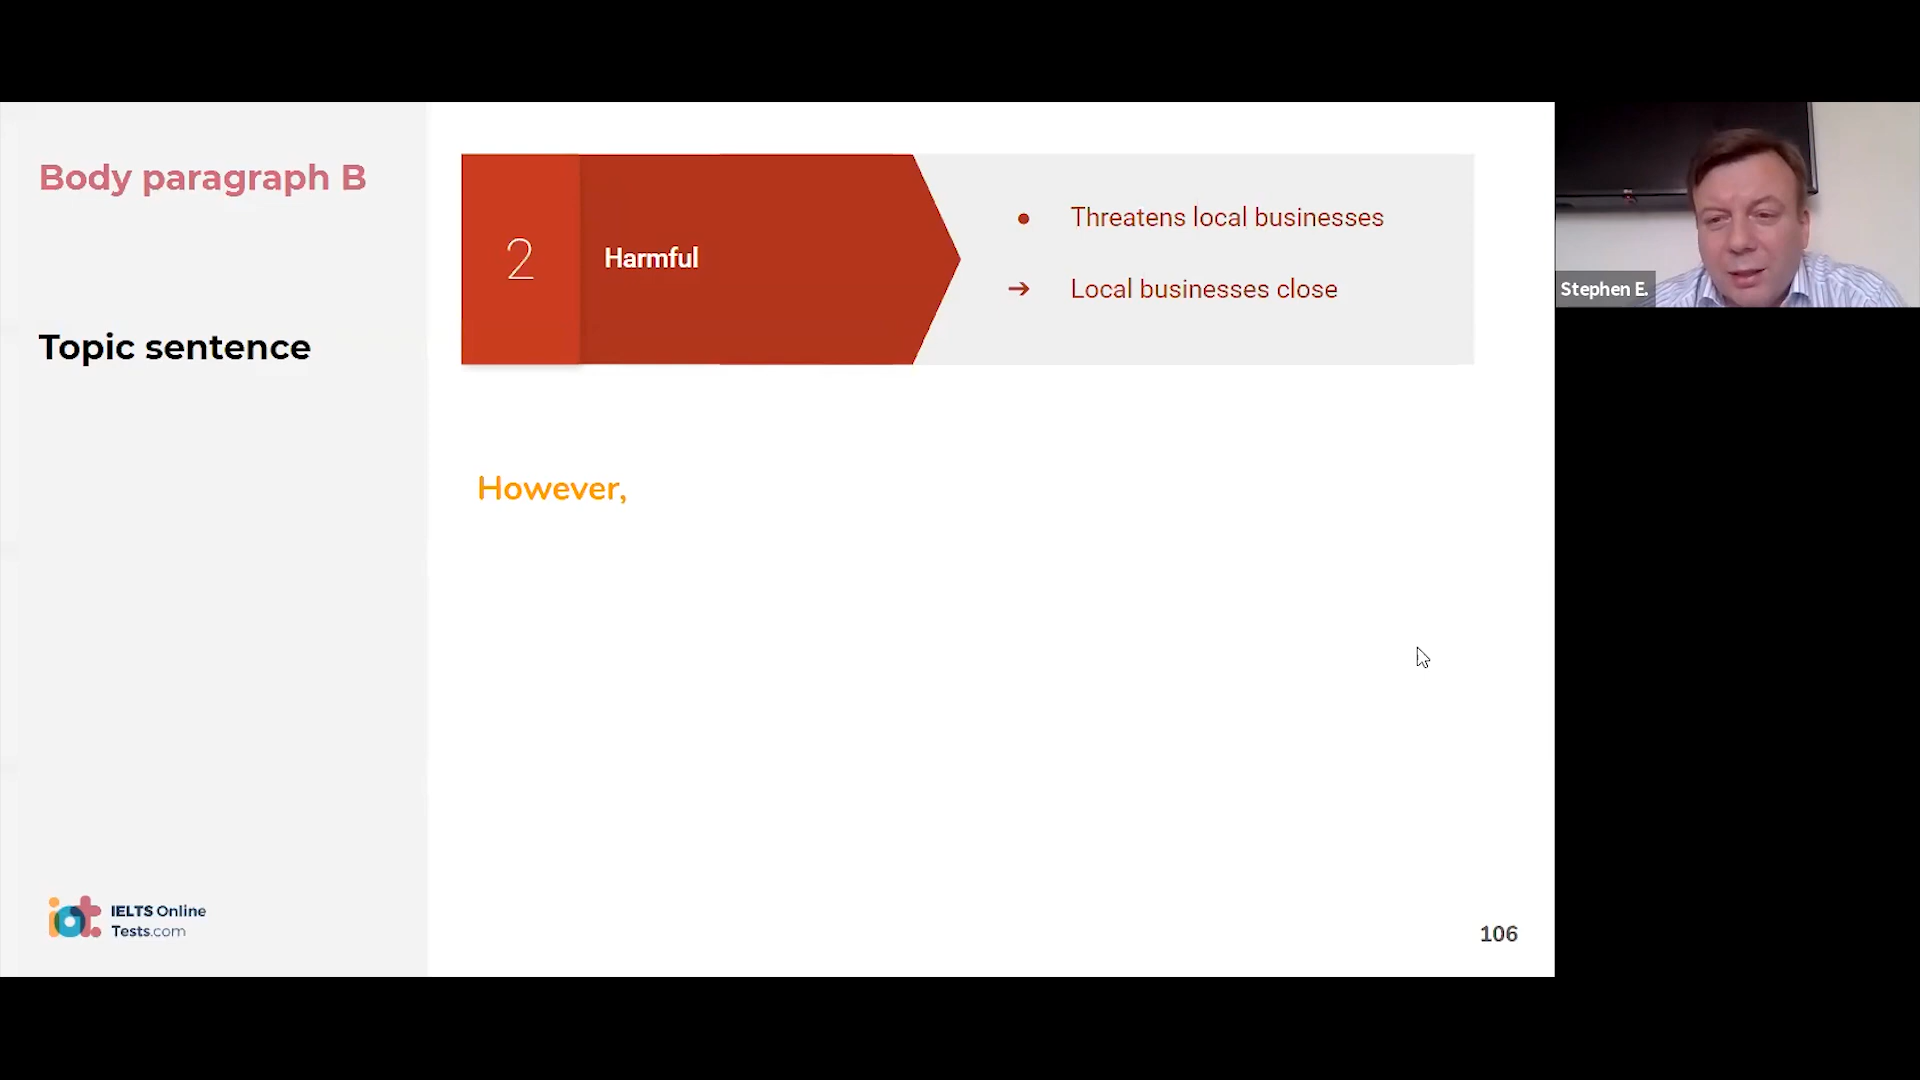 Body paragraph B
Topic sentence
2
Harmful
● Threatens local businesses
➔ Local businesses close
However,
Stephen E.
iot
IELTS Online
Tests.com
106